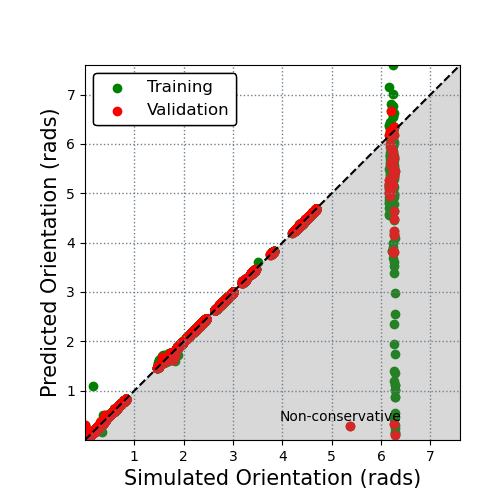 Training
Validation
Predicted Orientation (rads)
7
6
5
4
3
2
1
Non-conservative
1 2 3 4 5 6 7
Simulated Orientation (rads)